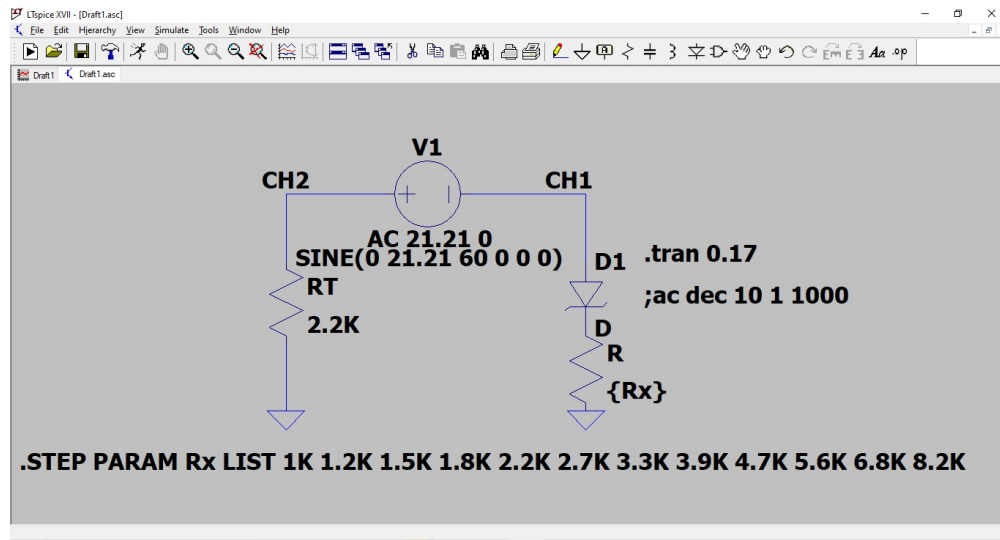 LTspice XVII - [Draft1.asc]
File Edit Hierarchy View Simulate Tools Window Help
Aa .op
Draft1 Draft1.asc
V1
CH2 CH1
AC 21.21 0
SINE(0 21.21 60 0 0 0)
D1
.tran 0.17
RT
;ac dec 10 1 1000
2.2K
D
R
{Rx}
.STEP PARAM Rx LIST 1K 1.2K 1.5K 1.8K 2.2K 2.7K 3.3K 3.9K 4.7K 5.6K 6.8K 8.2K